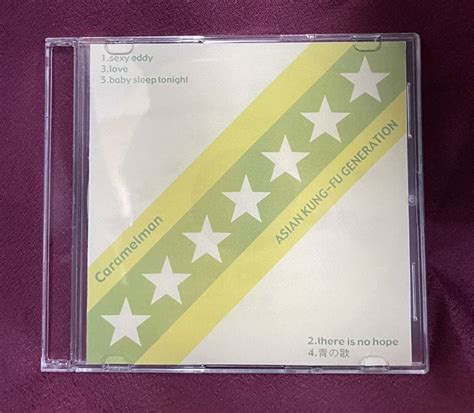 1.sexy eddy
3.love
5.baby sleep tonight
Caramelman
ASIAN KUNG-FU GENERATION
2.there is no hope
4.青の歌